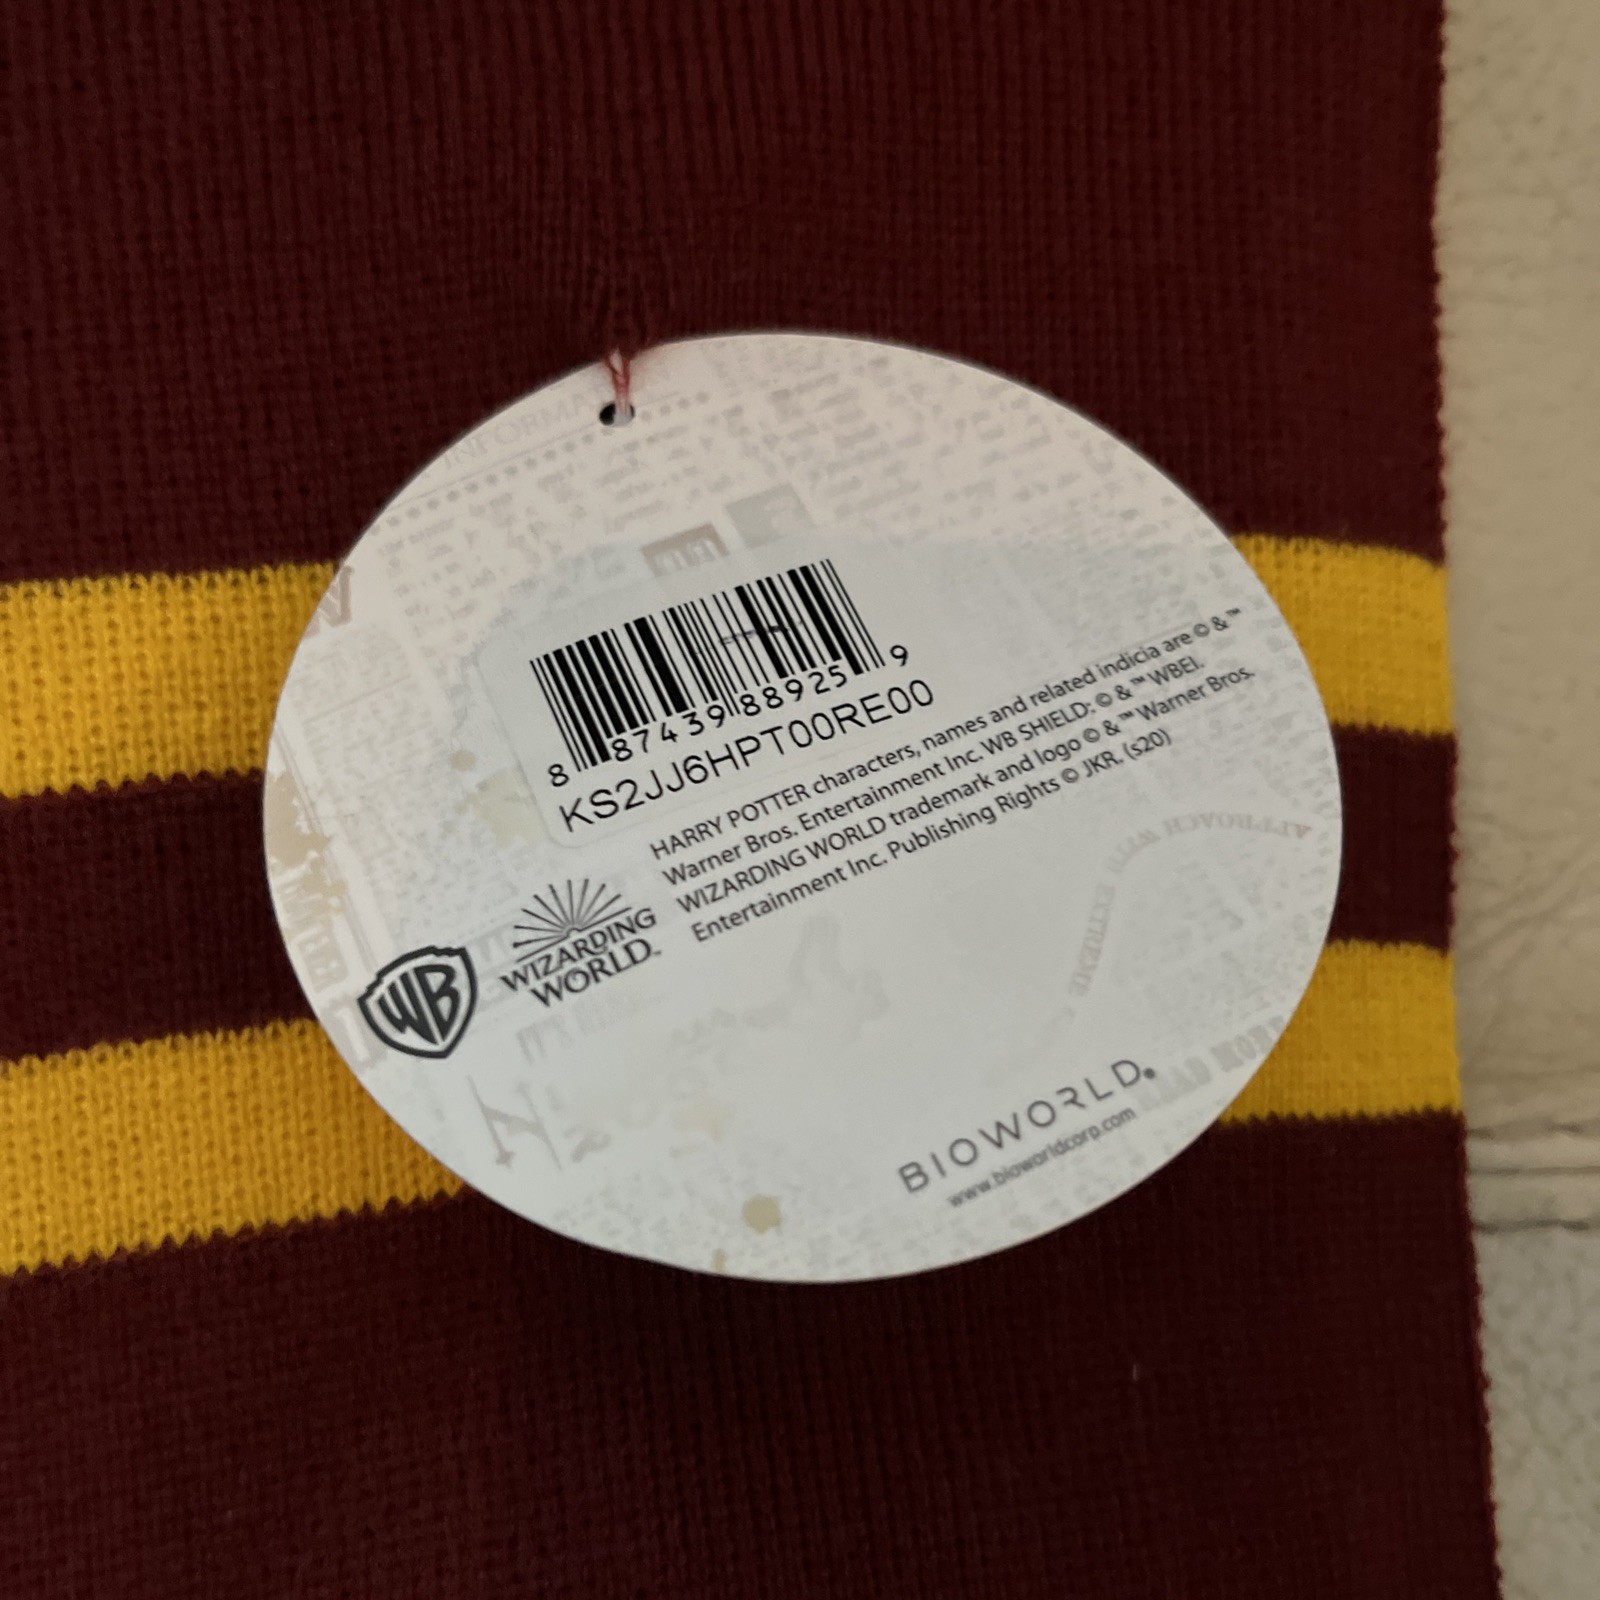 INFORMA
8 87439 88925 9
KS2JJ6HPT00RE00
HARRY POTTER characters, names and related indicia are © & ™
Warner Bros. Entertainment Inc. WB SHIELD: © & ™ WBEI.
WIZARDING WORLD trademark and logo © & ™ Warner Bros.
Entertainment Inc. Publishing Rights © JKR. (s20)
WB
WIZARDING
WORLD™
BIOWORLD®
www.bioworldcorp.com